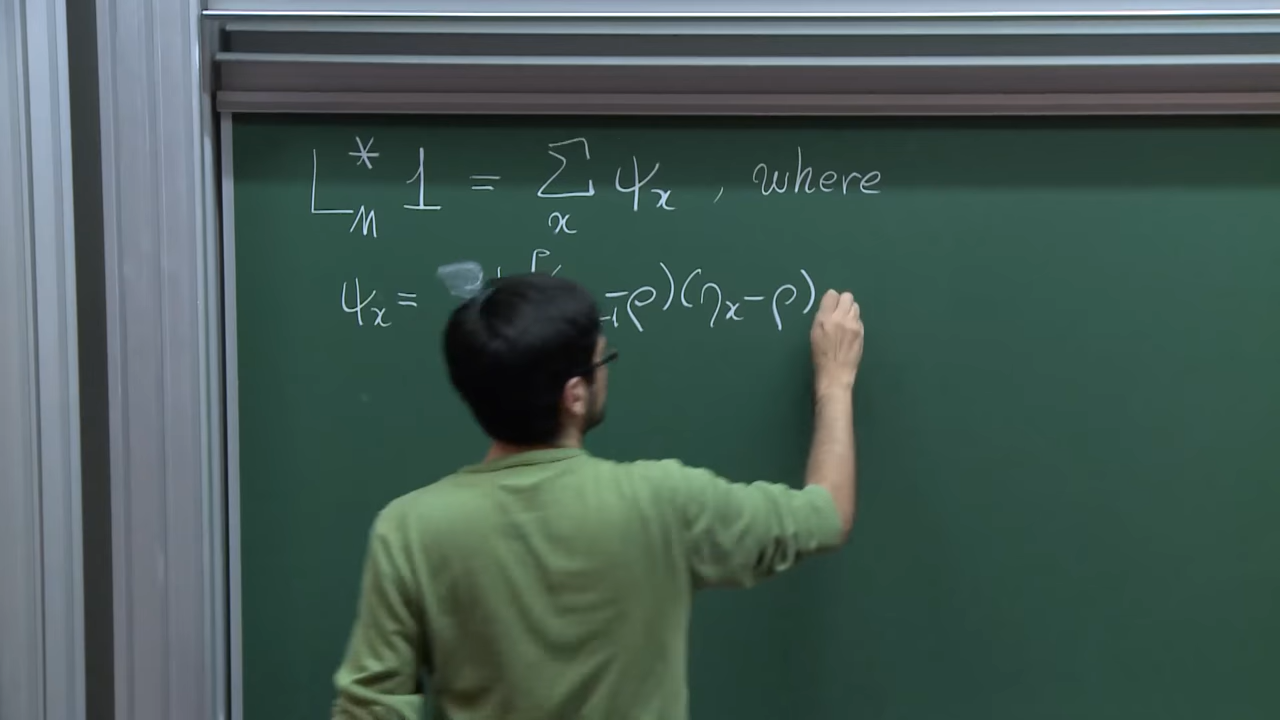 L*_n 1 = Σ_x ψ_x , where
ψ_x = ρ)(η_x − ρ)